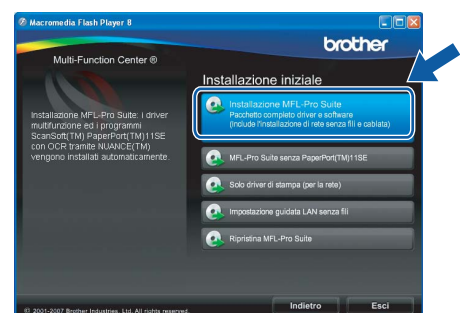 Macromedia Flash Player 8
brother
Multi-Function Center ®
Installazione iniziale
Installazione MFL-Pro Suite: i driver
multifunzione ed i programmi
ScanSoft(TM) PaperPort(TM)11SE
con OCR tramite NUANCE(TM)
vengono installati automaticamente.
Installazione MFL-Pro Suite
Pacchetto completo driver e software
(Include l'installazione di rete senza fili e cablata)
MFL-Pro Suite senza PaperPort(TM)11SE
Solo driver di stampa (per la rete)
Impostazione guidata LAN senza fili
Ripristina MFL-Pro Suite
Indietro
Esci
© 2001-2007 Brother Industries, Ltd. All rights reserved.